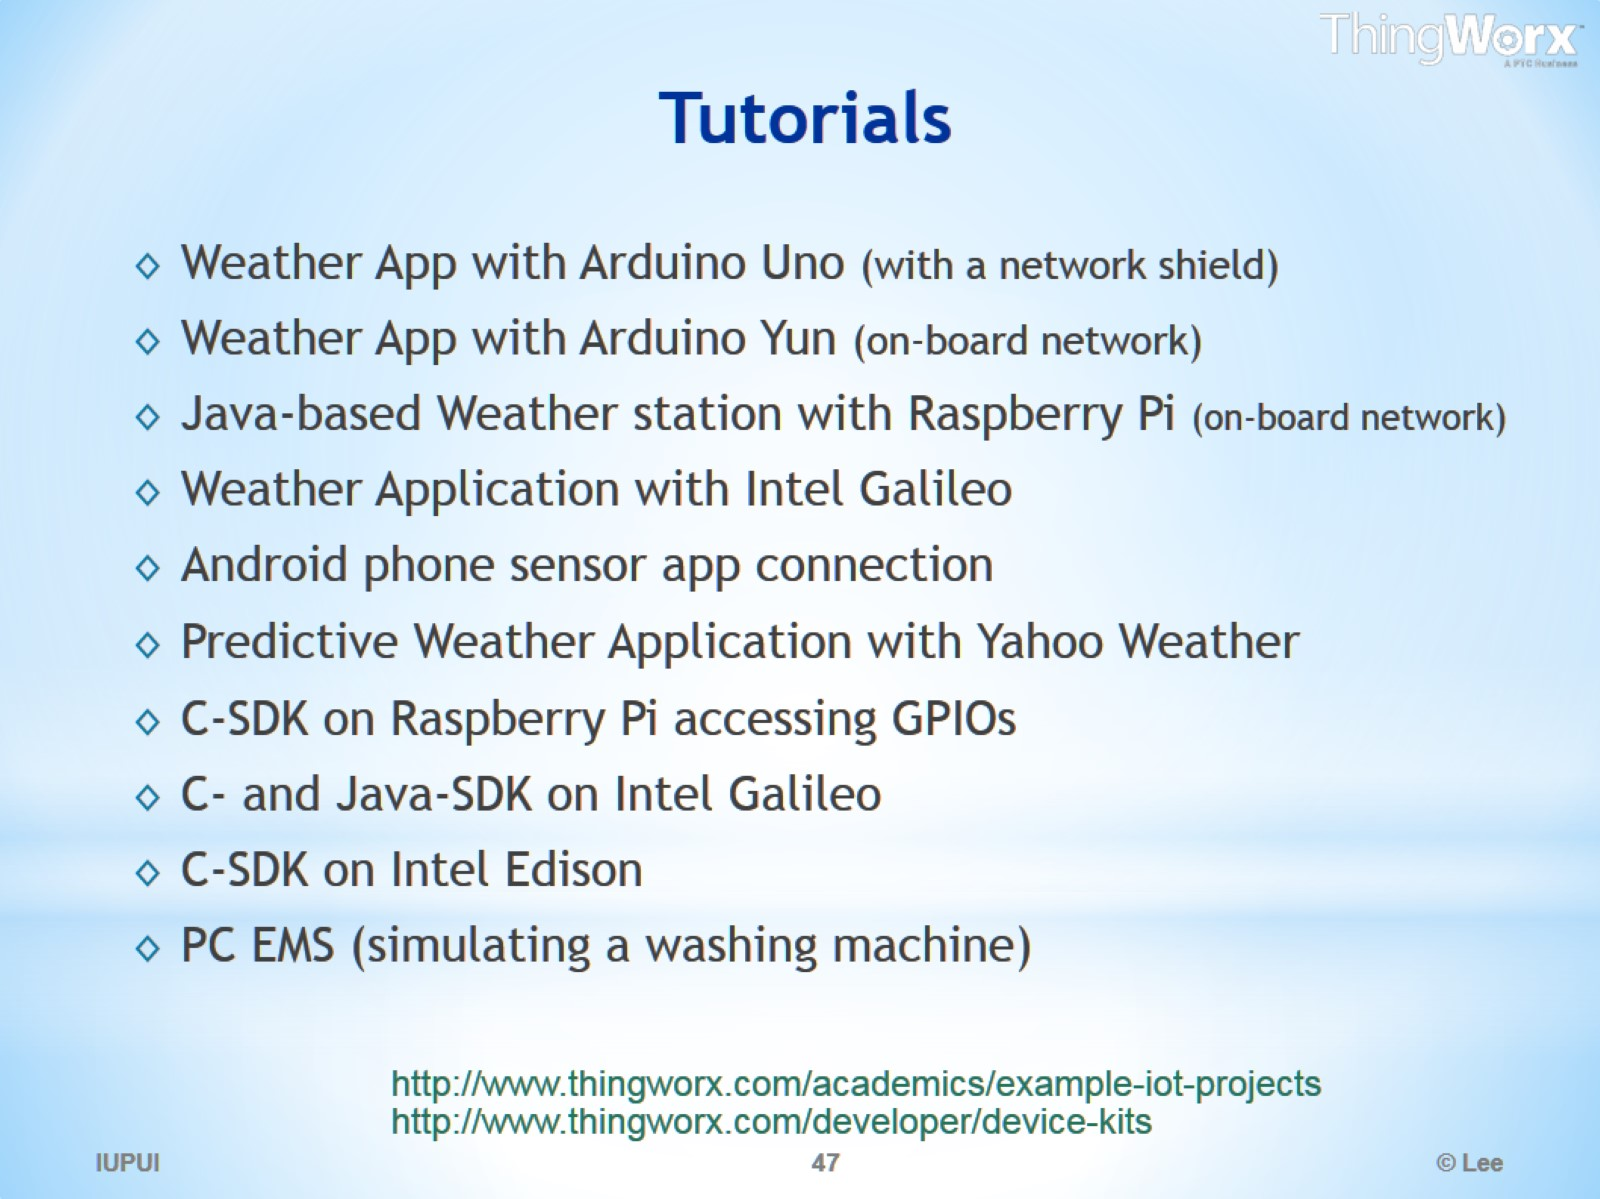 ThingWorx
A PTC Business
Tutorials
Weather App with Arduino Uno (with a network shield)
Weather App with Arduino Yun (on-board network)
Java-based Weather station with Raspberry Pi (on-board network)
Weather Application with Intel Galileo
Android phone sensor app connection
Predictive Weather Application with Yahoo Weather
C-SDK on Raspberry Pi accessing GPIOs
C- and Java-SDK on Intel Galileo
C-SDK on Intel Edison
PC EMS (simulating a washing machine)
http://www.thingworx.com/academics/example-iot-projects
http://www.thingworx.com/developer/device-kits
IUPUI 47 © Lee